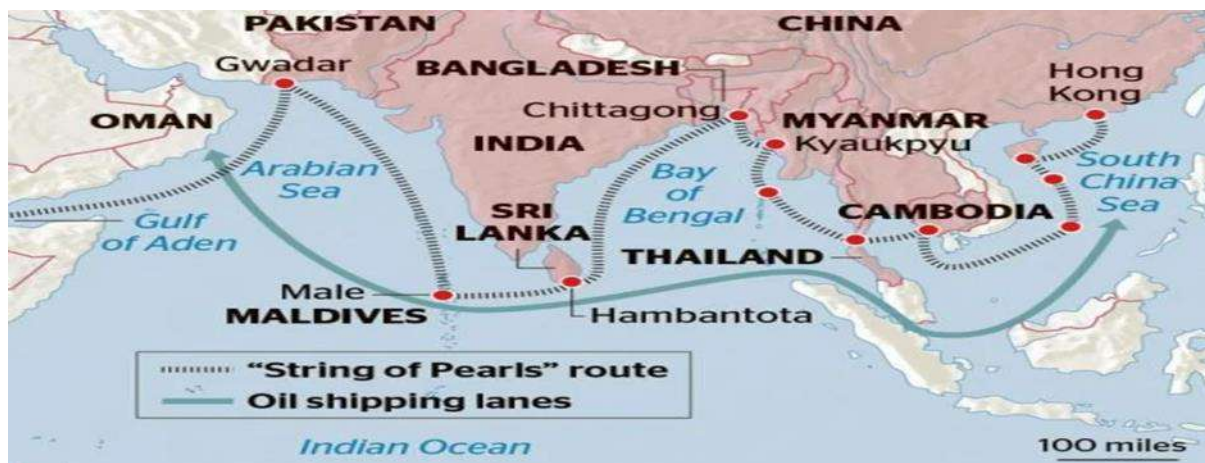 PAKISTAN
CHINA
Gwadar
BANGLADESH
Hong
Kong
Chittagong
OMAN
MYANMAR
INDIA
Kyaukpyu
Arabian
Sea
Bay
of
Bengal
South
China
Sea
Gulf
of Aden
SRI
LANKA
CAMBODIA
THAILAND
Male
MALDIVES
Hambantota
“String of Pearls” route
Oil shipping lanes
Indian Ocean
100 miles